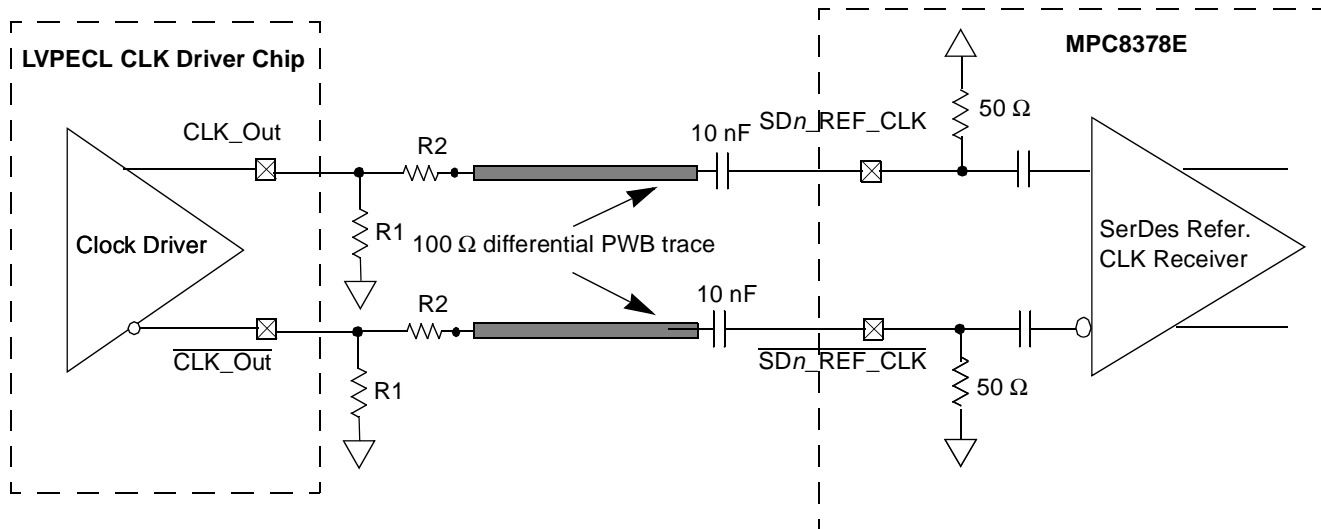 LVPECL CLK Driver Chip
MPC8378E
CLK_Out
R2
10 nF
SDn_REF_CLK
50 Ω
Clock Driver
R1
100 Ω differential PWB trace
SerDes Refer.
CLK Receiver
R2
10 nF
CLK_Out
R1
SDn_REF_CLK
50 Ω